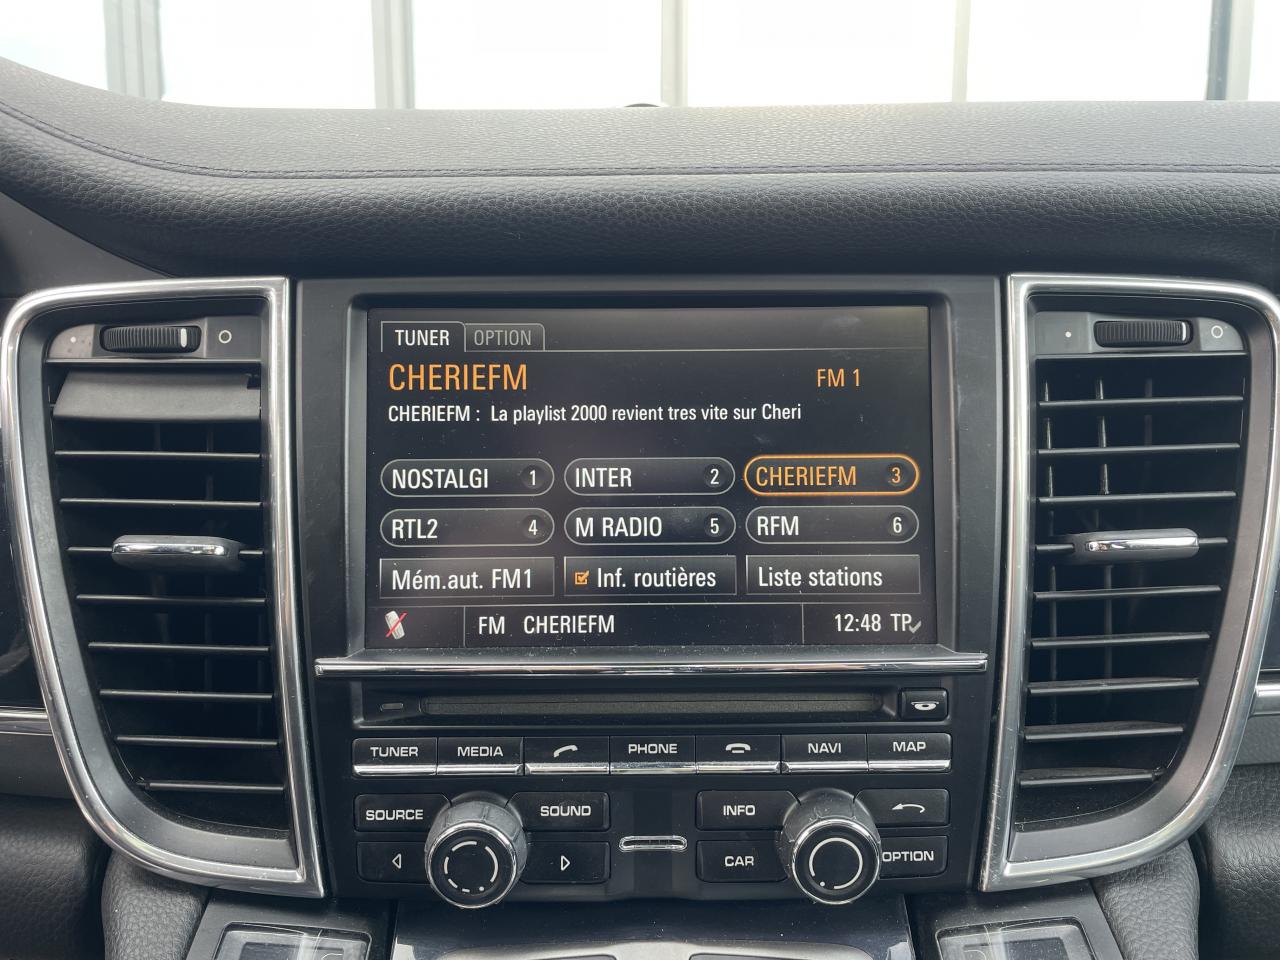 TUNER OPTION
CHERIEFM FM 1
CHERIEFM : La playlist 2000 revient tres vite sur Cheri
NOSTALGI 1 INTER 2 CHERIEFM 3
RTL2 4 M RADIO 5 RFM 6
Mém.aut. FM1 Inf. routières Liste stations
FM CHERIEFM 12:48 TP
TUNER MEDIA PHONE NAVI MAP
SOURCE SOUND INFO
CAR OPTION